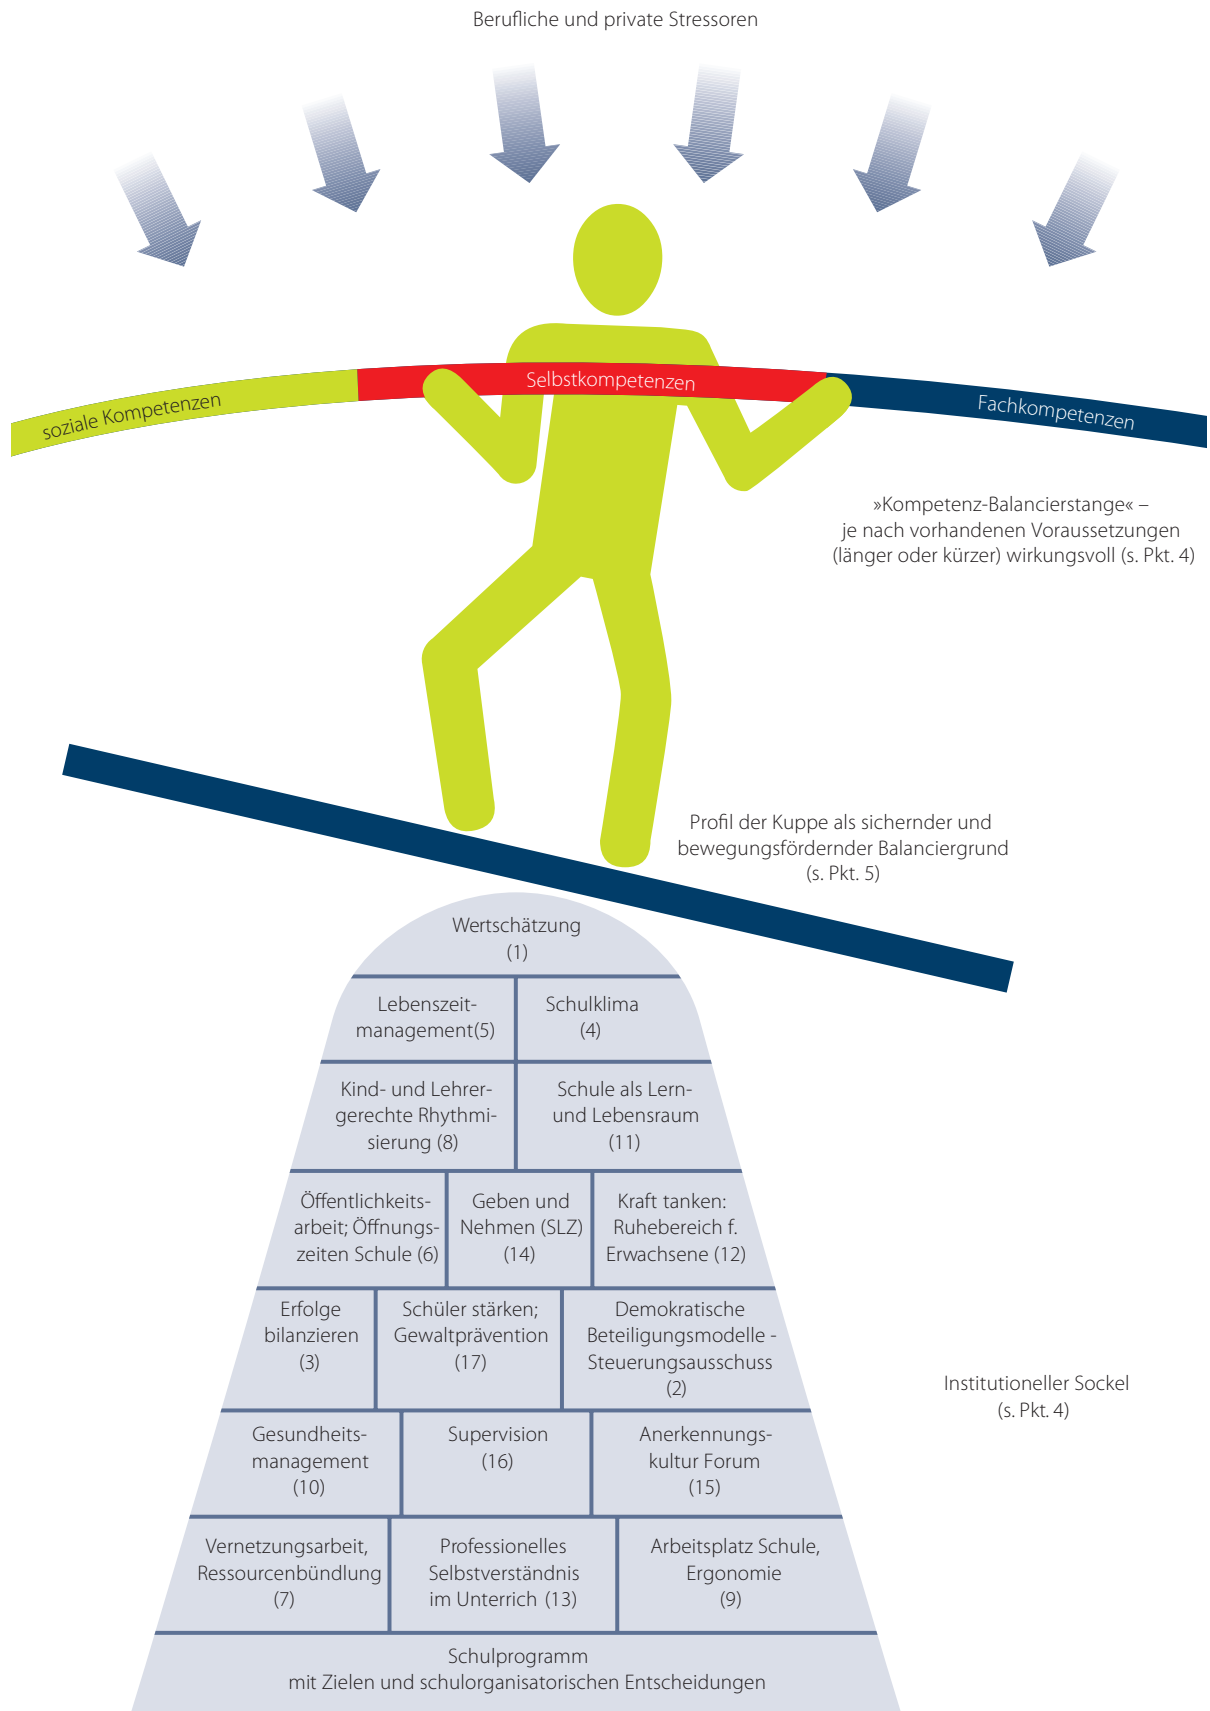 Berufliche und private Stressoren
soziale Kompetenzen
Selbstkompetenzen
Fachkompetenzen
»Kompetenz-Balancierstange« –
je nach vorhandenen Voraussetzungen
(länger oder kürzer) wirkungsvoll (s. Pkt. 4)
Profil der Kuppe als sichernder und
bewegungsfördernder Balanciergrund
(s. Pkt. 5)
Wertschätzung
(1)
Lebenszeit-
management(5)
Schulklima
(4)
Kind- und Lehrer-
gerechte Rhythmi-
sierung (8)
Schule als Lern-
und Lebensraum
(11)
Öffentlichkeits-
arbeit; Öffnungs-
zeiten Schule (6)
Geben und
Nehmen (SLZ)
(14)
Kraft tanken:
Ruhebereich f.
Erwachsene (12)
Erfolge
bilanzieren
(3)
Schüler stärken;
Gewaltprävention
(17)
Demokratische
Beteiligungsmodelle -
Steuerungsausschuss
(2)
Institutioneller Sockel
(s. Pkt. 4)
Gesundheits-
management
(10)
Supervision
(16)
Anerkennungs-
kultur Forum
(15)
Vernetzungsarbeit,
Ressourcenbündlung
(7)
Professionelles
Selbstverständnis
im Unterrich (13)
Arbeitsplatz Schule,
Ergonomie
(9)
Schulprogramm
mit Zielen und schulorganisatorischen Entscheidungen